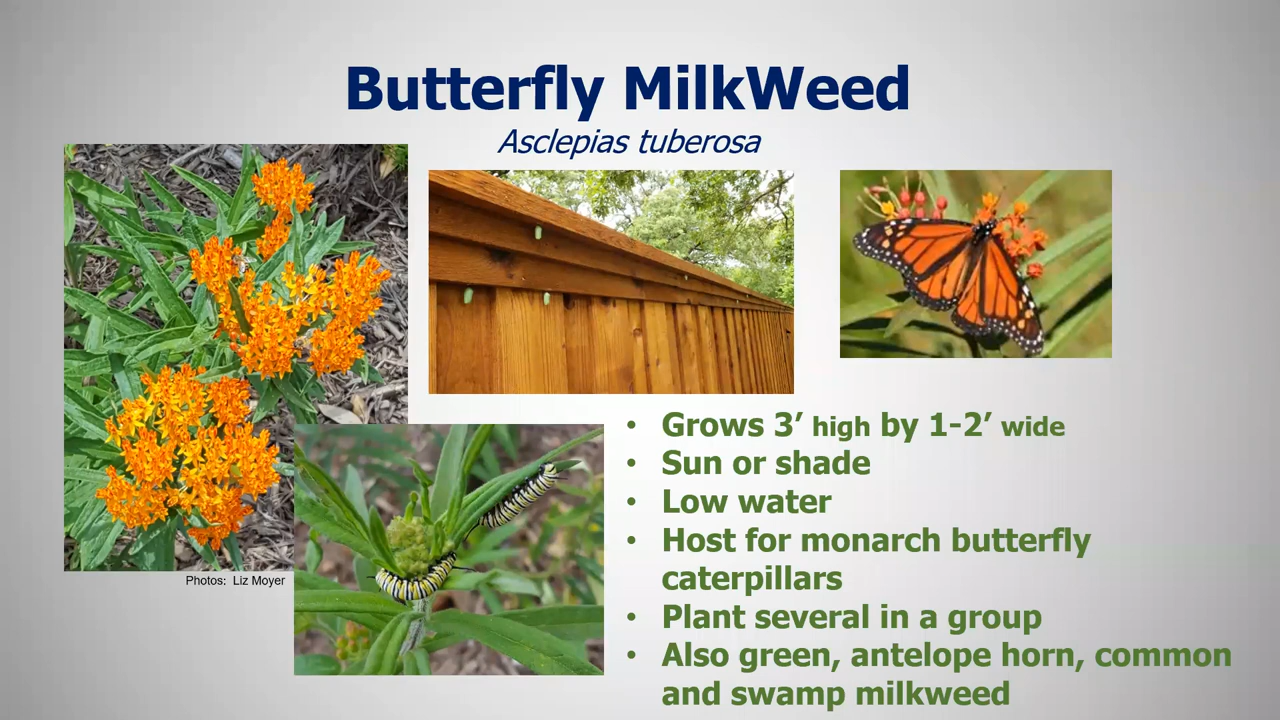 Butterfly MilkWeed
Asclepias tuberosa
Photos: Liz Moyer
• Grows 3’ high by 1-2’ wide
• Sun or shade
• Low water
• Host for monarch butterfly
caterpillars
• Plant several in a group
• Also green, antelope horn, common
and swamp milkweed